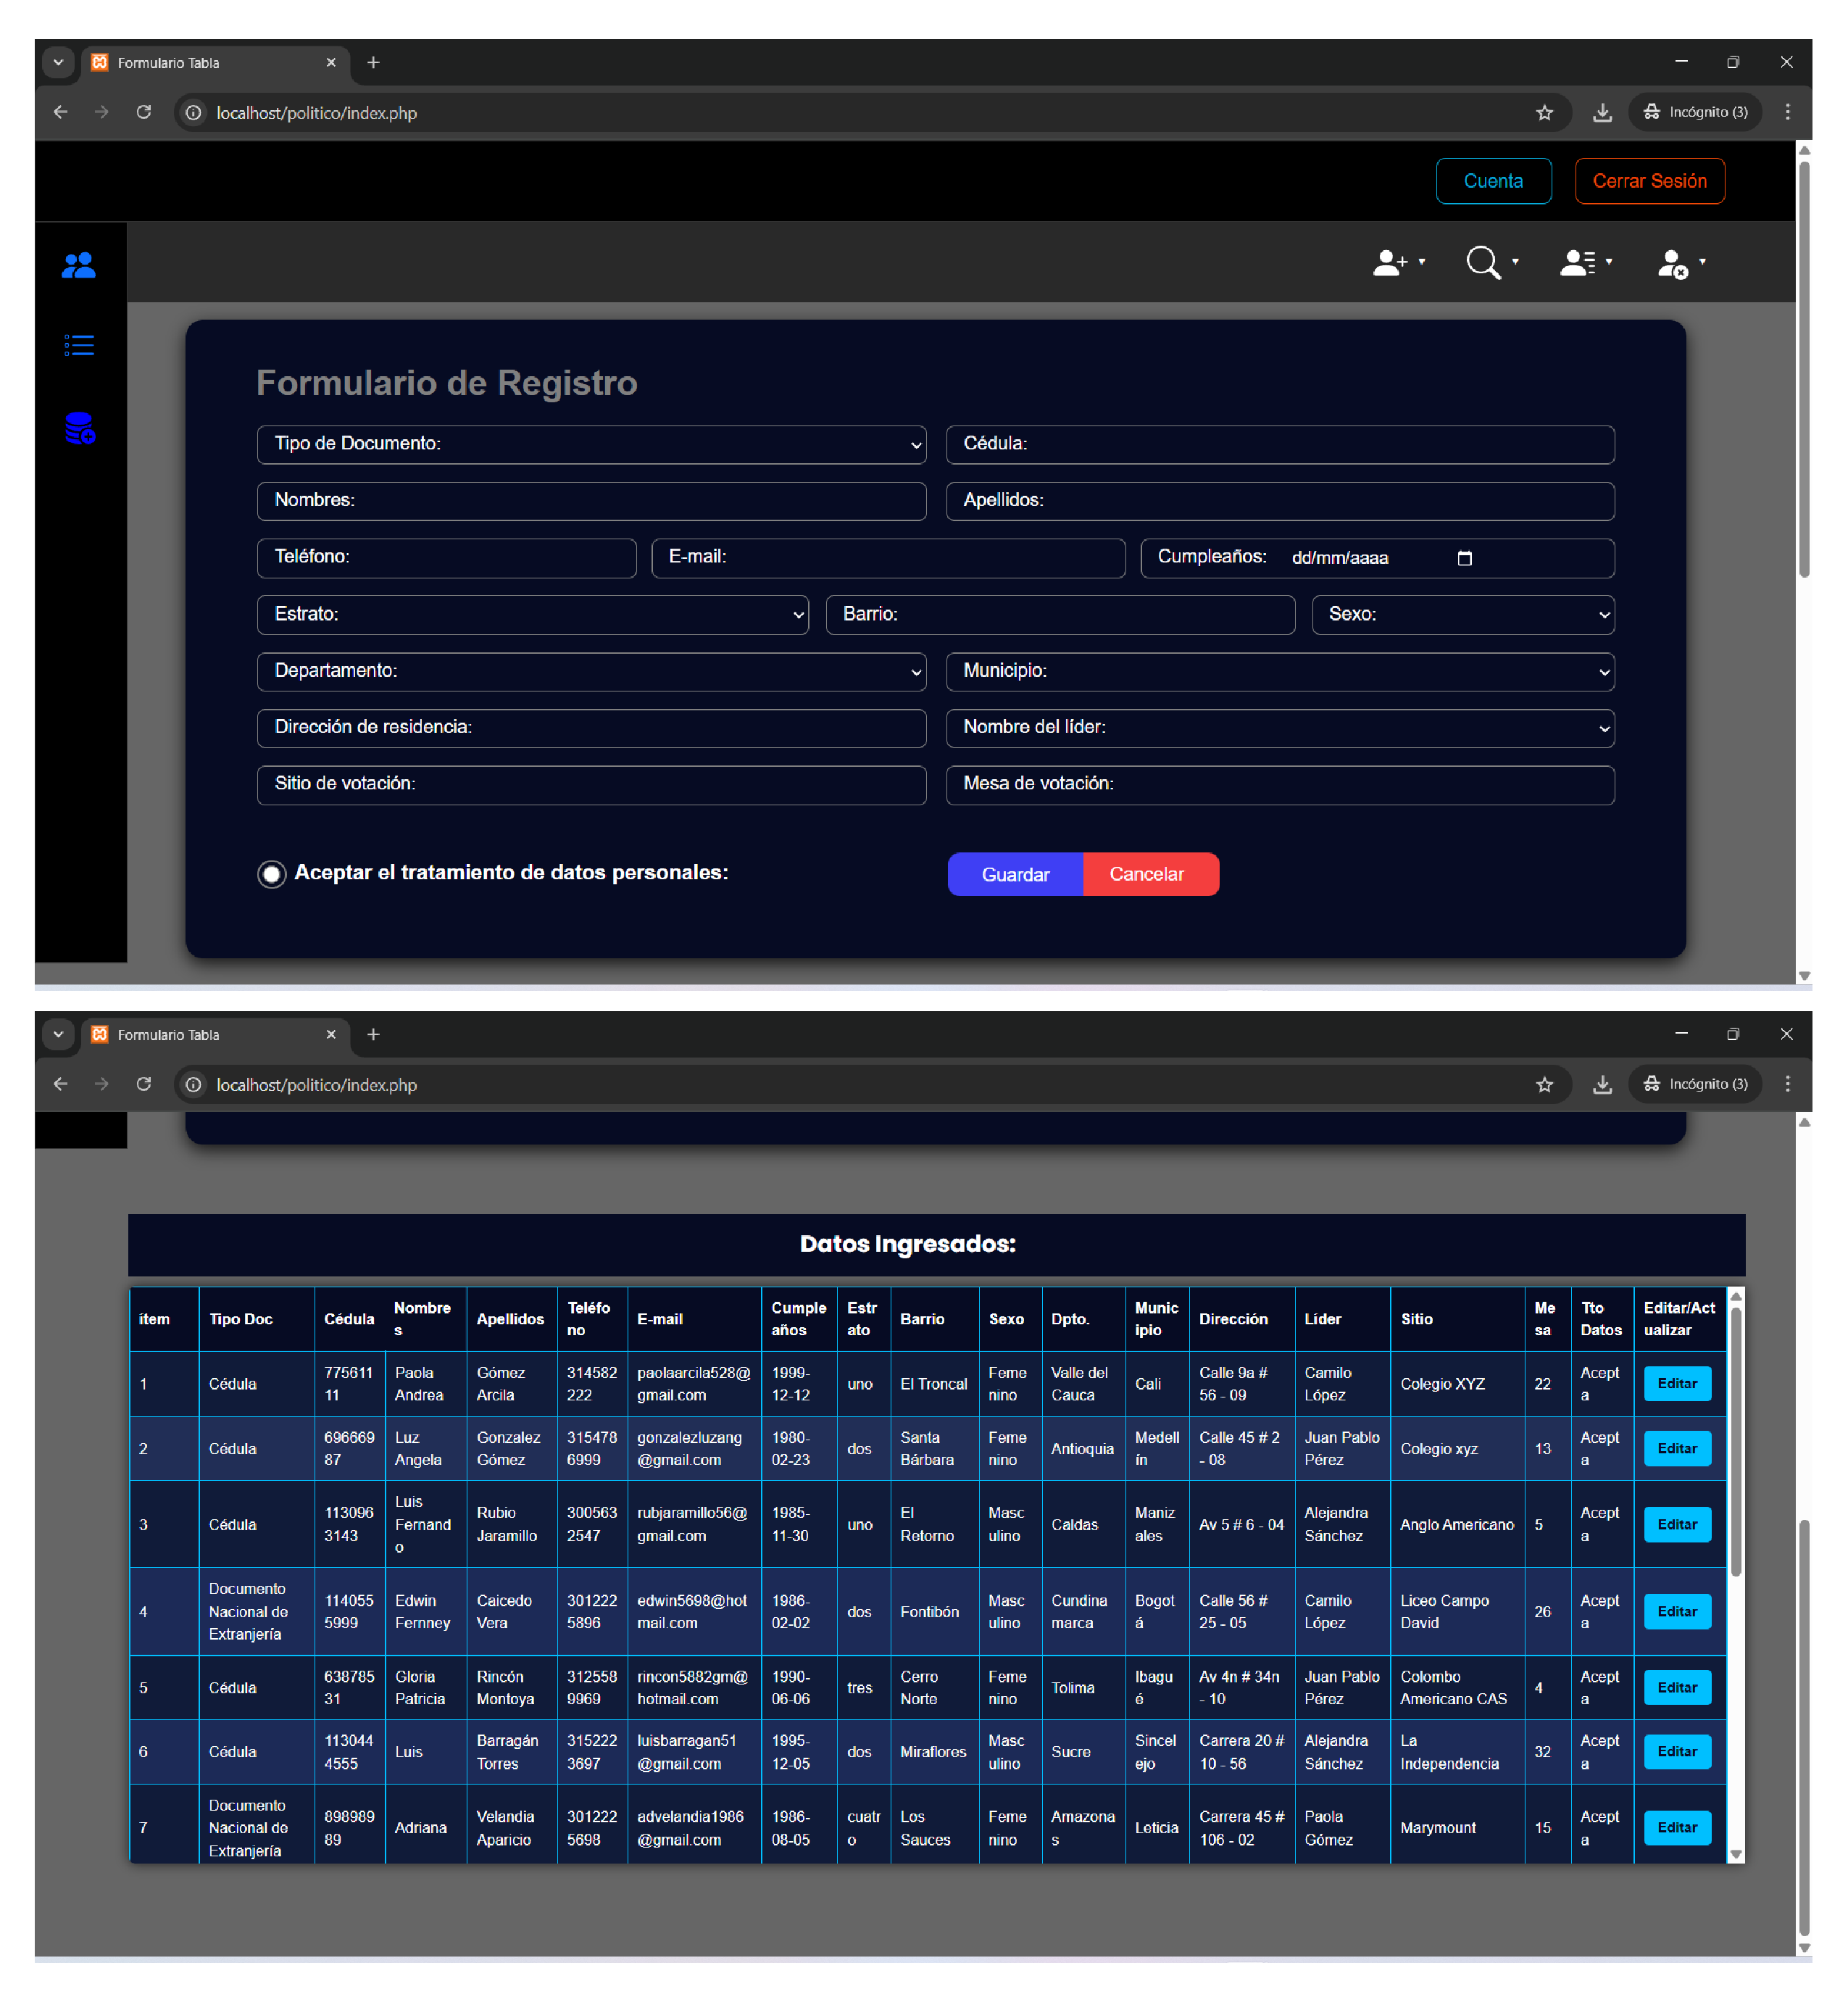 Formulario Tabla
localhost/politico/index.php
Incógnito (3)
Cuenta
Cerrar Sesión
Formulario de Registro
Tipo de Documento:
Cédula:
Nombres:
Apellidos:
Teléfono:
E-mail:
Cumpleaños: dd/mm/aaaa
Estrato:
Barrio:
Sexo:
Departamento:
Municipio:
Dirección de residencia:
Nombre del líder:
Sitio de votación:
Mesa de votación:
Aceptar el tratamiento de datos personales:
Guardar
Cancelar
Formulario Tabla
localhost/politico/index.php
Incógnito (3)
Datos Ingresados:
ítem Tipo Doc Cédula Nombres Apellidos Teléfono E-mail Cumpleaños Estrato Barrio Sexo Dpto. Municipio Dirección Líder Sitio Mesa Tto Datos Editar/Actualizar
1 Cédula 77561111 Paola Andrea Gómez Arcila 314582222 paolaarcila528@gmail.com 1999-12-12 uno El Troncal Femenino Valle del Cauca Cali Calle 9a # 56 - 09 Camilo López Colegio XYZ 22 Acepta Editar
2 Cédula 69666987 Luz Angela Gonzalez Gómez 3154786999 gonzalezluzang@gmail.com 1980-02-23 dos Santa Bárbara Femenino Antioquia Medellín Calle 45 # 2 - 08 Juan Pablo Pérez Colegio xyz 13 Acepta Editar
3 Cédula 1130963143 Luis Fernando Rubio Jaramillo 3005632547 rubjaramillo56@gmail.com 1985-11-30 uno El Retorno Masculino Caldas Manizales Av 5 # 6 - 04 Alejandra Sánchez Anglo Americano 5 Acepta Editar
4 Documento Nacional de Extranjería 1140555999 Edwin Fernney Caicedo Vera 3012225896 edwin5698@hotmail.com 1986-02-02 dos Fontibón Masculino Cundinamarca Bogotá Calle 56 # 25 - 05 Camilo López Liceo Campo David 26 Acepta Editar
5 Cédula 63878531 Gloria Patricia Rincón Montoya 3125589969 rincon5882gm@hotmail.com 1990-06-06 tres Cerro Norte Femenino Tolima Ibagué Av 4n # 34n - 10 Juan Pablo Pérez Colombo Americano CAS 4 Acepta Editar
6 Cédula 1130444555 Luis Barragán Torres 3152223697 luisbarragan51@gmail.com 1995-12-05 dos Miraflores Masculino Sucre Sincelejo Carrera 20 # 10 - 56 Alejandra Sánchez La Independencia 32 Acepta Editar
7 Documento Nacional de Extranjería 89898989 Adriana Velandia Aparicio 3012225698 advelandia1986@gmail.com 1986-08-05 cuatro Los Sauces Femenino Amazonas Leticia Carrera 45 # 106 - 02 Paola Gómez Marymount 15 Acepta Editar